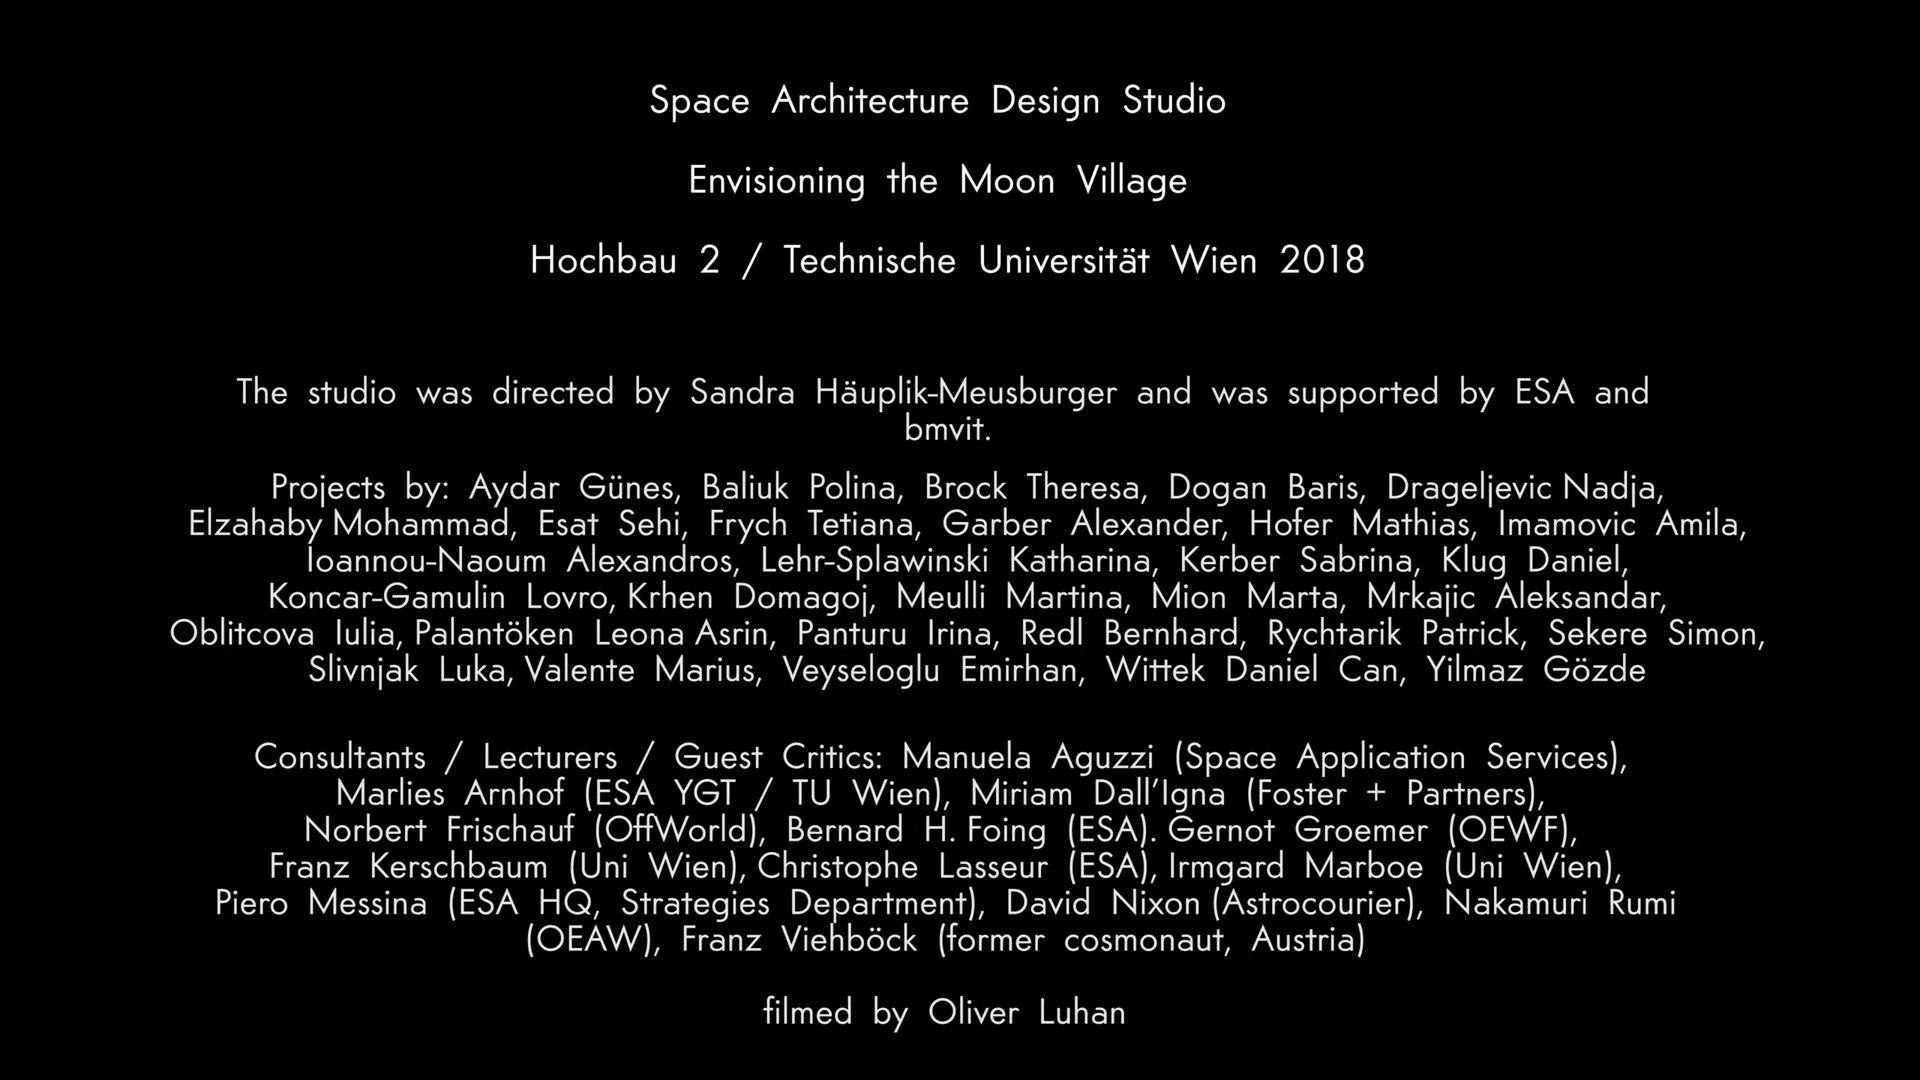 Space Architecture Design Studio
Envisioning the Moon Village
Hochbau 2 / Technische Universität Wien 2018
The studio was directed by Sandra Häuplik-Meusburger and was supported by ESA and
bmvit.
Projects by: Aydar Günes, Baliuk Polina, Brock Theresa, Dogan Baris, Drageljevic Nadja,
Elzahaby Mohammad, Esat Sehi, Frych Tetiana, Garber Alexander, Hofer Mathias, Imamovic Amila,
Ioannou-Naoum Alexandros, Lehr-Splawinski Katharina, Kerber Sabrina, Klug Daniel,
Koncar-Gamulin Lovro, Krhen Domagoj, Meulli Martina, Mion Marta, Mrkajic Aleksandar,
Oblitcova Iulia, Palantöken Leona Asrin, Panturu Irina, Redl Bernhard, Rychtarik Patrick, Sekere Simon,
Slivnjak Luka, Valente Marius, Veyseloglu Emirhan, Wittek Daniel Can, Yilmaz Gözde
Consultants / Lecturers / Guest Critics: Manuela Aguzzi (Space Application Services),
Marlies Arnhof (ESA YGT / TU Wien), Miriam Dall'Igna (Foster + Partners),
Norbert Frischauf (OffWorld), Bernard H. Foing (ESA). Gernot Groemer (OEWF),
Franz Kerschbaum (Uni Wien), Christophe Lasseur (ESA), Irmgard Marboe (Uni Wien),
Piero Messina (ESA HQ, Strategies Department), David Nixon (Astrocourier), Nakamuri Rumi
(OEAW), Franz Viehböck (former cosmonaut, Austria)
filmed by Oliver Luhan